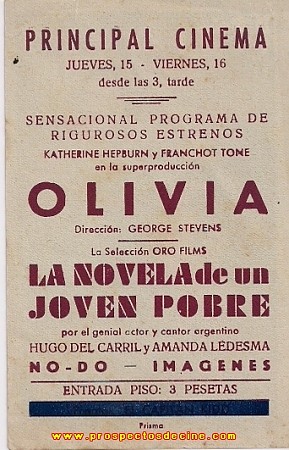 PRINCIPAL CINEMA
JUEVES, 15 - VIERNES, 16
desde las 3, tarde
SENSACIONAL PROGRAMA DE
RIGUROSOS ESTRENOS
KATHERINE HEPBURN y FRANCHOT TONE
en la superproducción
OLIVIA
Dirección: GEORGE STEVENS
La Selección ORO FILMS
LA NOVELA de un
JOVEN POBRE
por el genial actor y cantor argentino
HUGO DEL CARRIL y AMANDA LEDESMA
NO-DO — IMAGENES
ENTRADA PISO: 3 PESETAS
Prisma
www.prospectosdecine.com